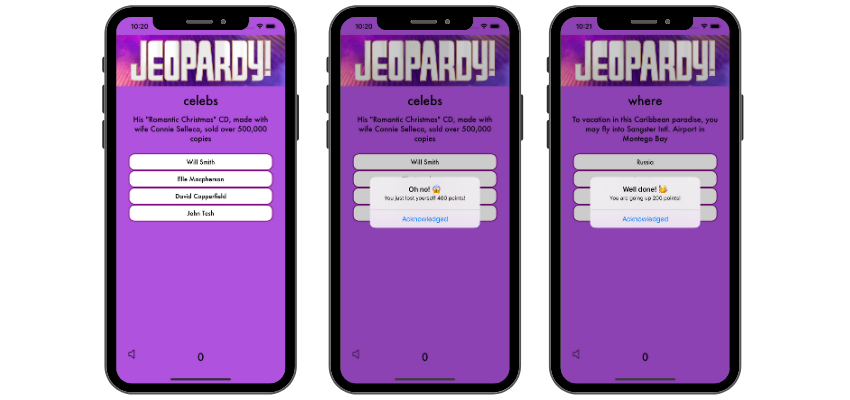 10:20
JEOPARDY!
celebs
His "Romantic Christmas" CD, made with
wife Connie Selleca, sold over 500,000
copies
Will Smith
Elle Macpherson
David Copperfield
John Tesh
0
10:20
JEOPARDY!
celebs
His "Romantic Christmas" CD, made with
wife Connie Selleca, sold over 500,000
copies
Will Smith
Oh no! 😱
You just lost yourself 400 points!
Acknowledged
0
10:21
JEOPARDY!
where
To vacation in this Caribbean paradise, you
may fly into Sangster Intl. Airport in
Montego Bay
Russia
Well done! 🥳
You are going up 200 points!
Acknowledged
0